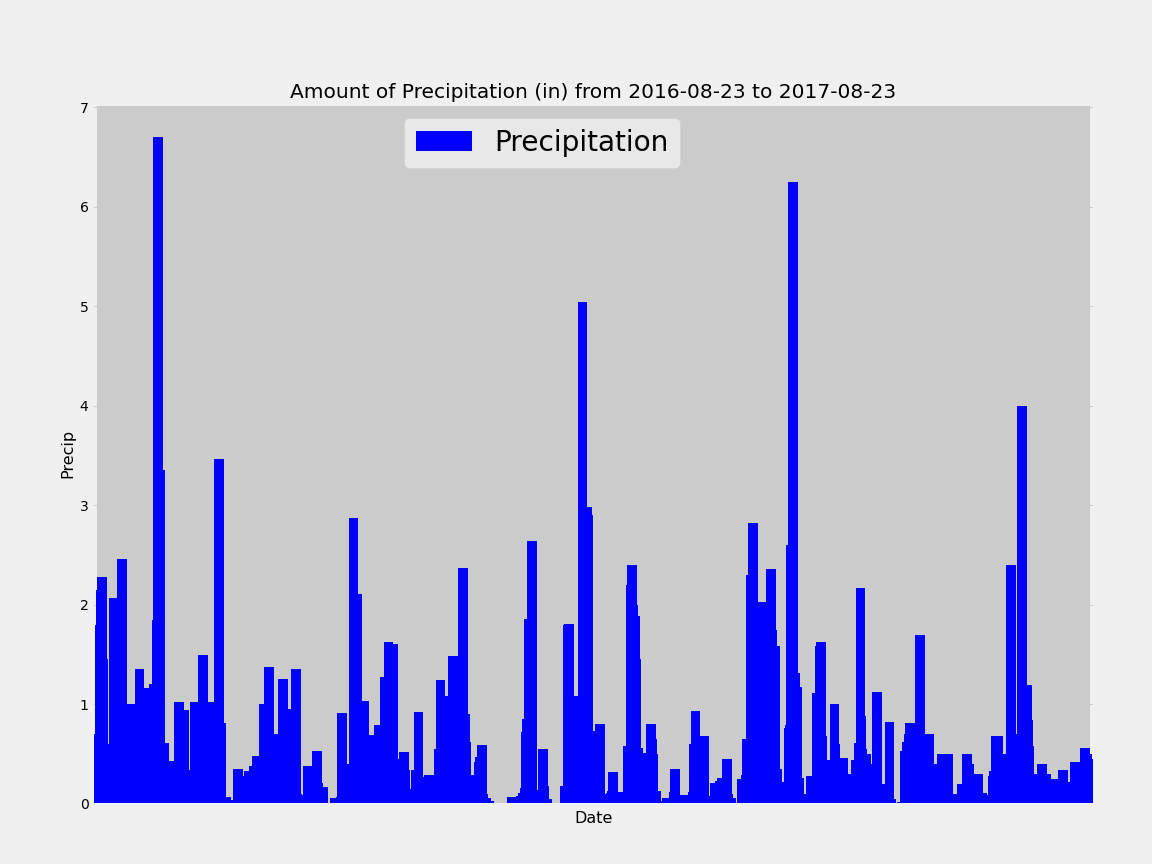 Amount of Precipitation (in) from 2016-08-23 to 2017-08-23
Precipitation
7
6
5
4
3
2
1
0
Precip
Date